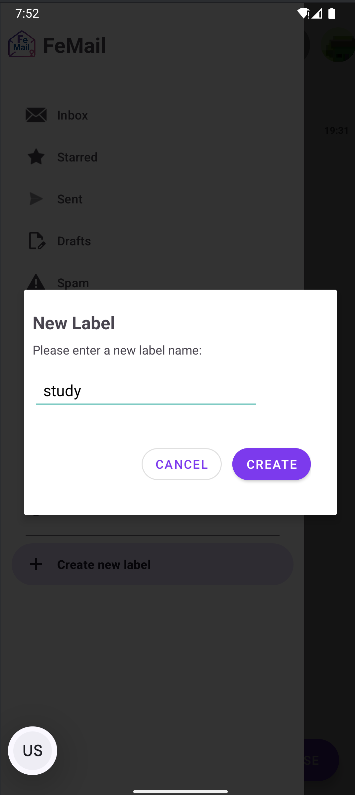 7:52
Fe
Mail
FeMail
Inbox
19:31
Starred
Sent
Drafts
Spam
New Label
Please enter a new label name:
study
CANCEL
CREATE
Create new label
US
SE